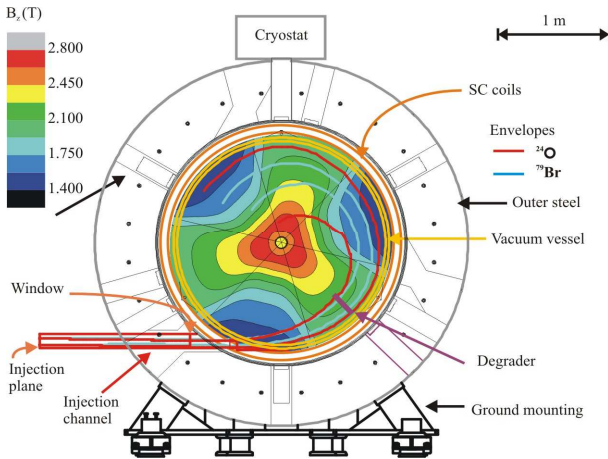 B_z(T)
2.800
2.450
2.100
1.750
1.400
Cryostat
1 m
SC coils
Envelopes
²⁴O
⁷⁹Br
Outer steel
Vacuum vessel
Window
Injection
plane
Injection
channel
Degrader
Ground mounting